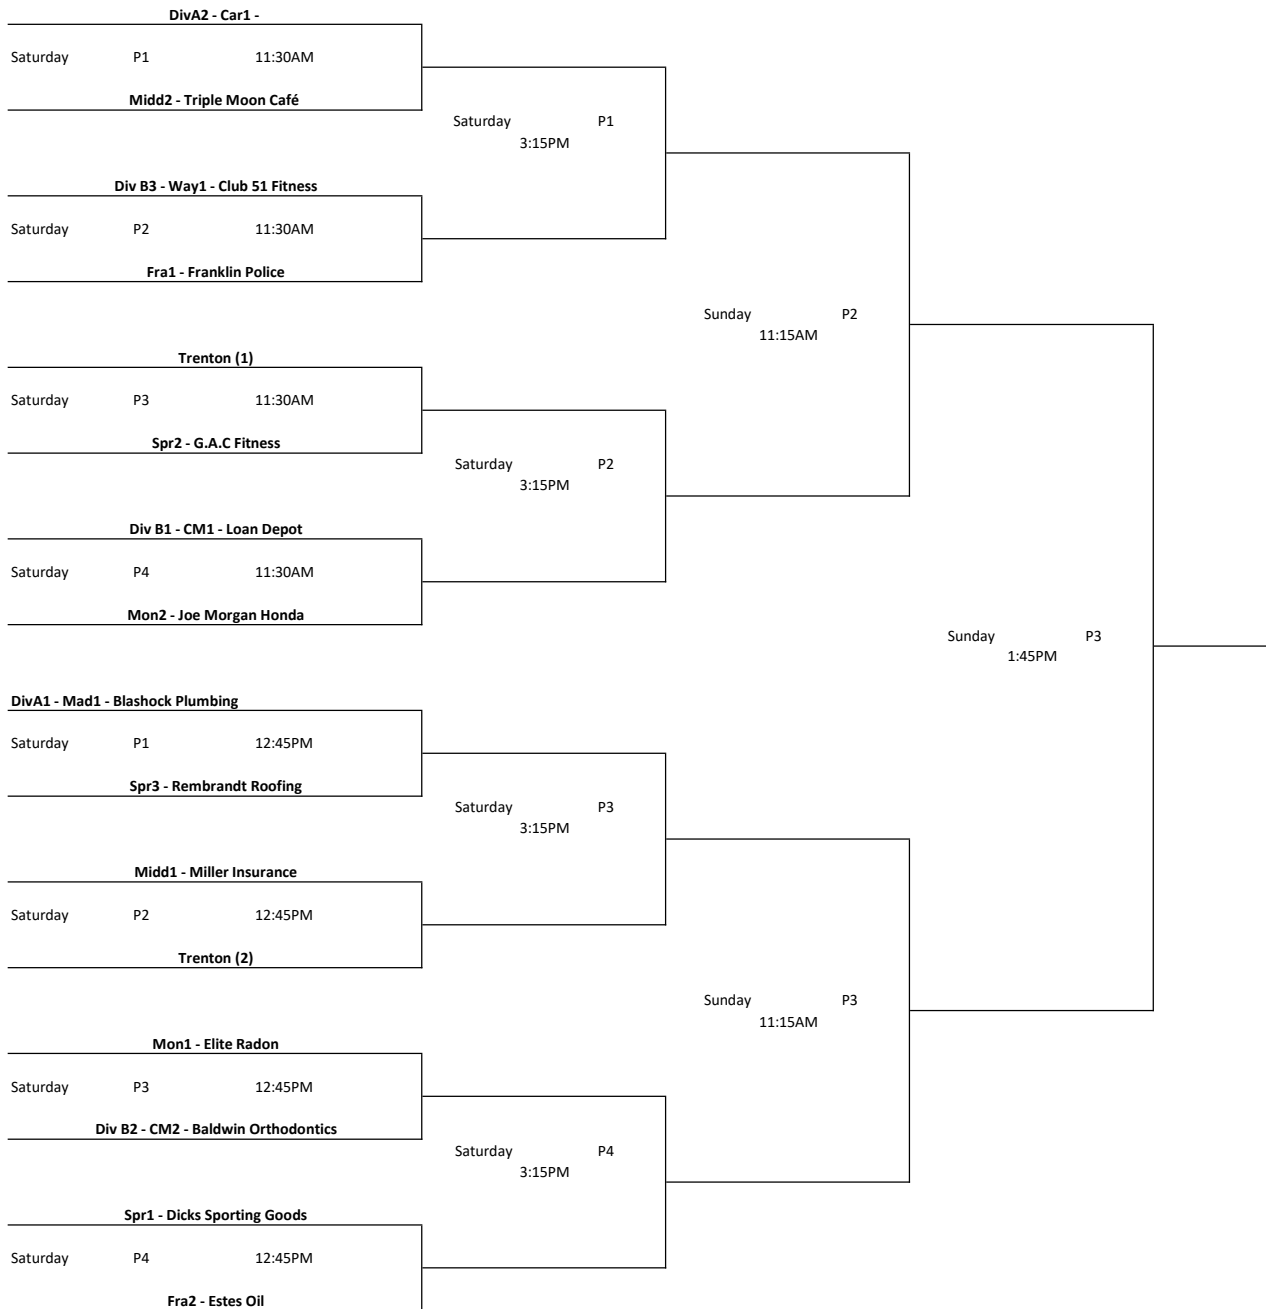 DivA2 - Car1 -
Saturday P1 11:30AM
Midd2 - Triple Moon Café
Saturday P1
3:15PM
Div B3 - Way1 - Club 51 Fitness
Saturday P2 11:30AM
Fra1 - Franklin Police
Sunday P2
11:15AM
Trenton (1)
Saturday P3 11:30AM
Spr2 - G.A.C Fitness
Saturday P2
3:15PM
Div B1 - CM1 - Loan Depot
Saturday P4 11:30AM
Mon2 - Joe Morgan Honda
Sunday P3
1:45PM
DivA1 - Mad1 - Blashock Plumbing
Saturday P1 12:45PM
Spr3 - Rembrandt Roofing
Saturday P3
3:15PM
Midd1 - Miller Insurance
Saturday P2 12:45PM
Trenton (2)
Sunday P3
11:15AM
Mon1 - Elite Radon
Saturday P3 12:45PM
Div B2 - CM2 - Baldwin Orthodontics
Saturday P4
3:15PM
Spr1 - Dicks Sporting Goods
Saturday P4 12:45PM
Fra2 - Estes Oil